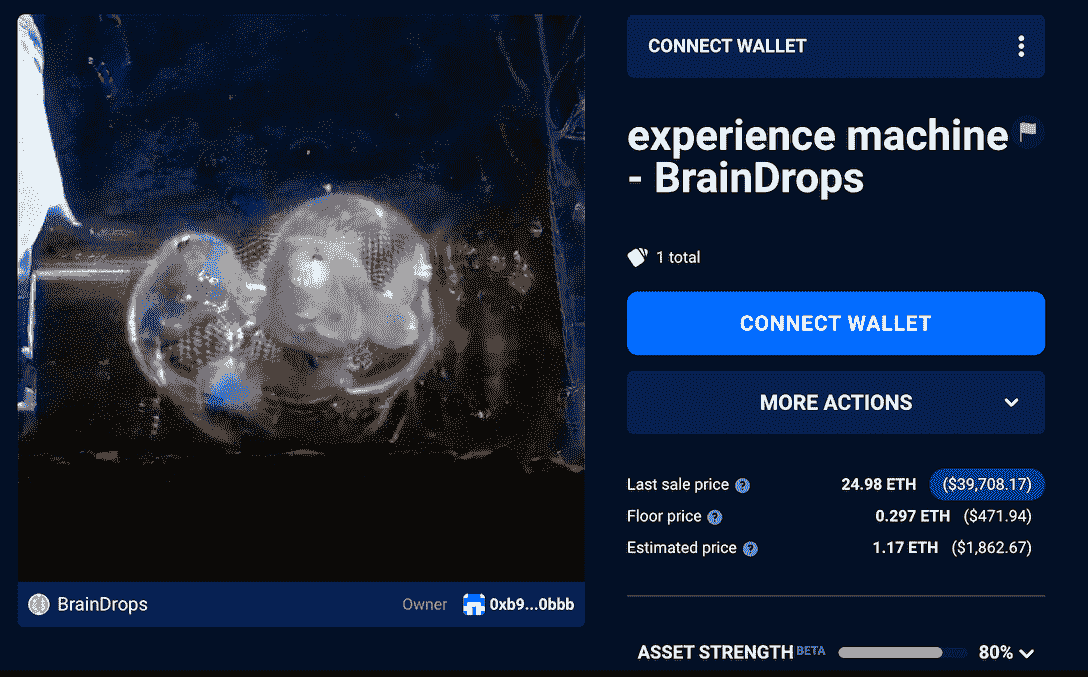 CONNECT WALLET
experience machine
- BrainDrops
1 total
CONNECT WALLET
MORE ACTIONS
Last sale price ? 24.98 ETH ($39,708.17)
Floor price ? 0.297 ETH ($471.94)
Estimated price ? 1.17 ETH ($1,862.67)
BrainDrops Owner 0xb9...0bbb
ASSET STRENGTH BETA 80%